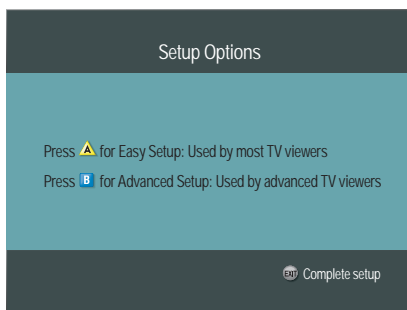 Setup Options
Press A for Easy Setup: Used by most TV viewers
Press B for Advanced Setup: Used by advanced TV viewers
EXIT Complete setup